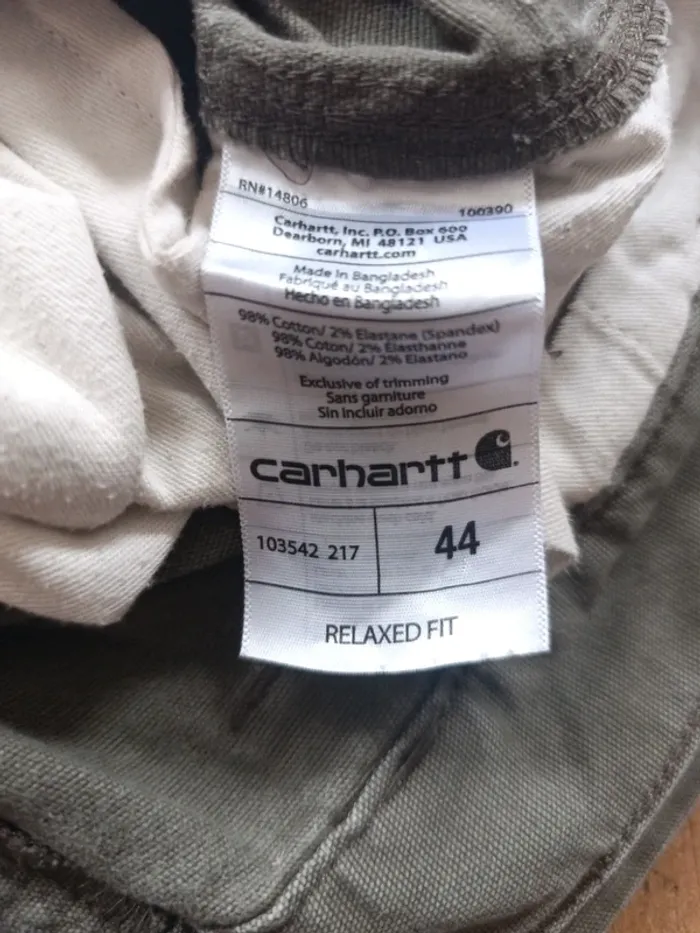 RN#14806
100390
Carhartt, Inc. P.O. Box 600
Dearborn, MI 48121 USA
carhartt.com
Made in Bangladesh
Fabriqué au Bangladesh
Hecho en Bangladesh
98% Cotton/ 2% Elastane (Spandex)
98% Coton/ 2% Élasthanne
98% Algodón/ 2% Elastano
Exclusive of trimming
Sans garniture
Sin incluir adorno
carhartt
103542 217
44
RELAXED FIT